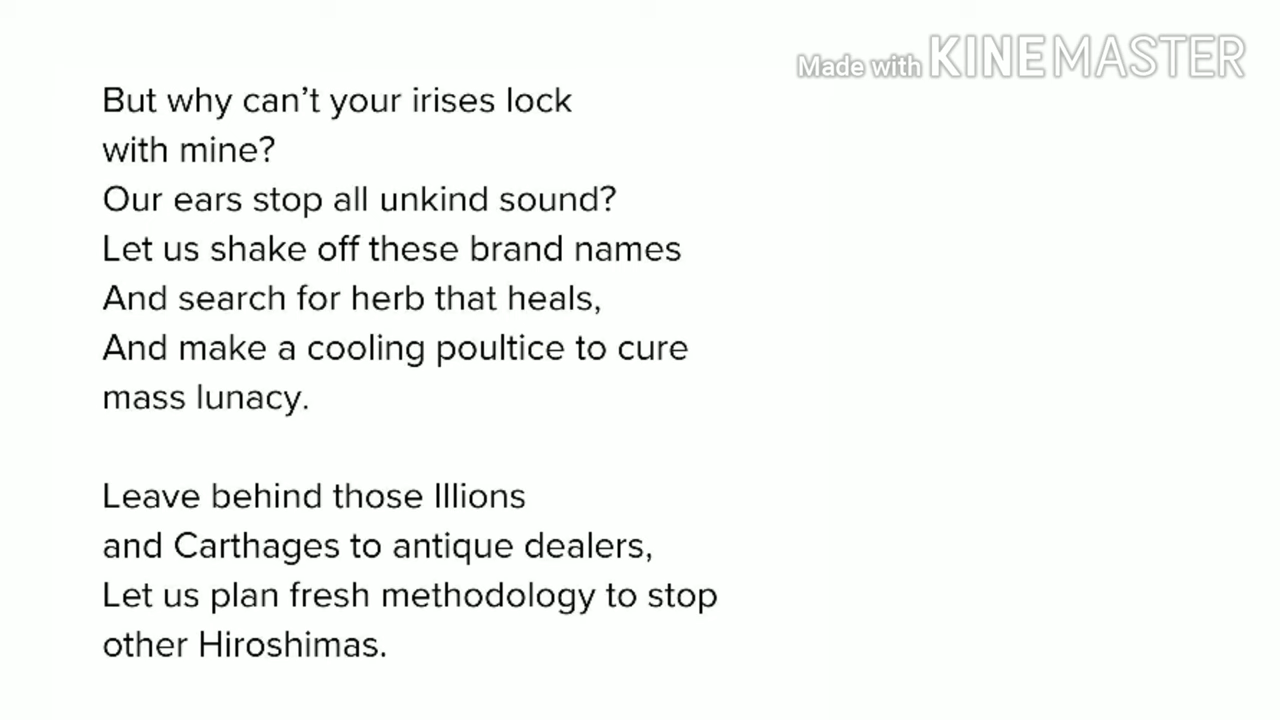 Made with KINEMASTER
But why can’t your irises lock
with mine?
Our ears stop all unkind sound?
Let us shake off these brand names
And search for herb that heals,
And make a cooling poultice to cure
mass lunacy.
Leave behind those Illions
and Carthages to antique dealers,
Let us plan fresh methodology to stop
other Hiroshimas.